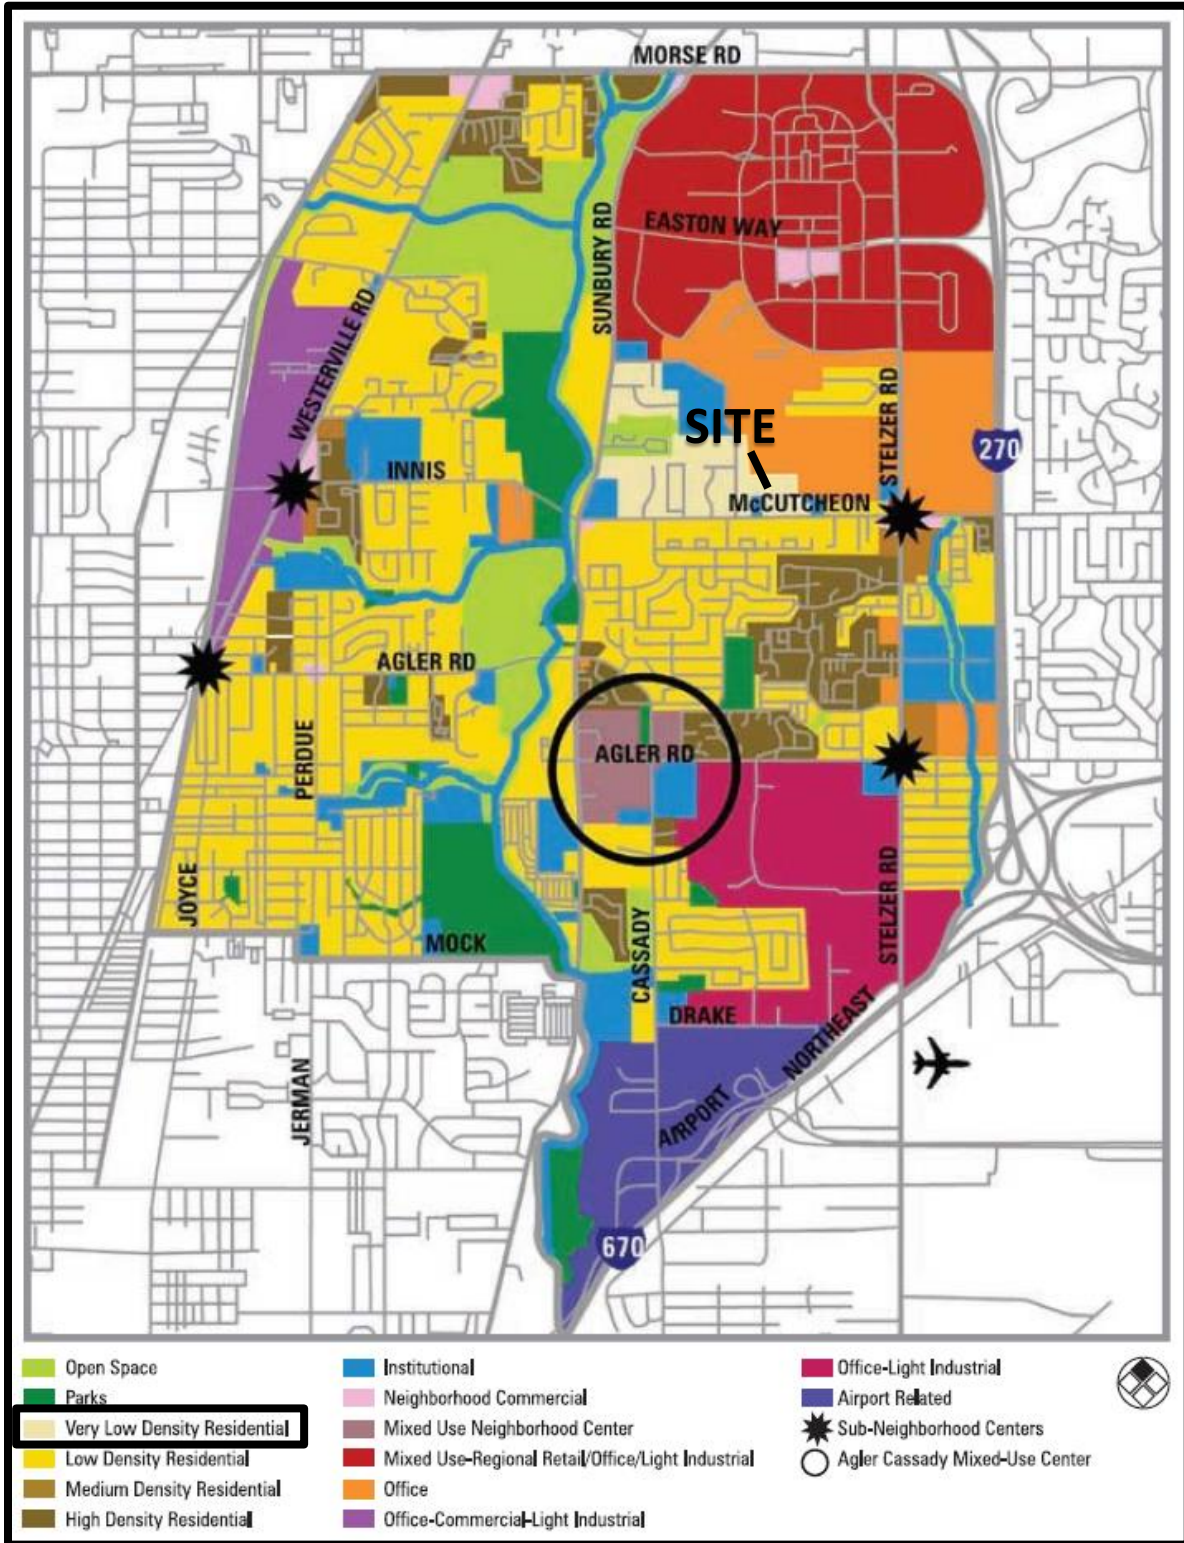 MORSE RD
EASTON WAY
SUNBURY RD
WESTERVILLE RD
SITE
STELZER RD
270
INNIS
McCUTCHEON
AGLER RD
AGLER RD
PERDUE
JOYCE
STELZER RD
MOCK
CASSADY
DRAKE
NORTHEAST
JERMAN
AIRPORT
670
Open Space
Parks
Very Low Density Residential
Low Density Residential
Medium Density Residential
High Density Residential
Institutional
Neighborhood Commercial
Mixed Use Neighborhood Center
Mixed Use-Regional Retail/Office/Light Industrial
Office
Office-Commercial-Light Industrial
Office-Light Industrial
Airport Related
Sub-Neighborhood Centers
Agler Cassady Mixed-Use Center